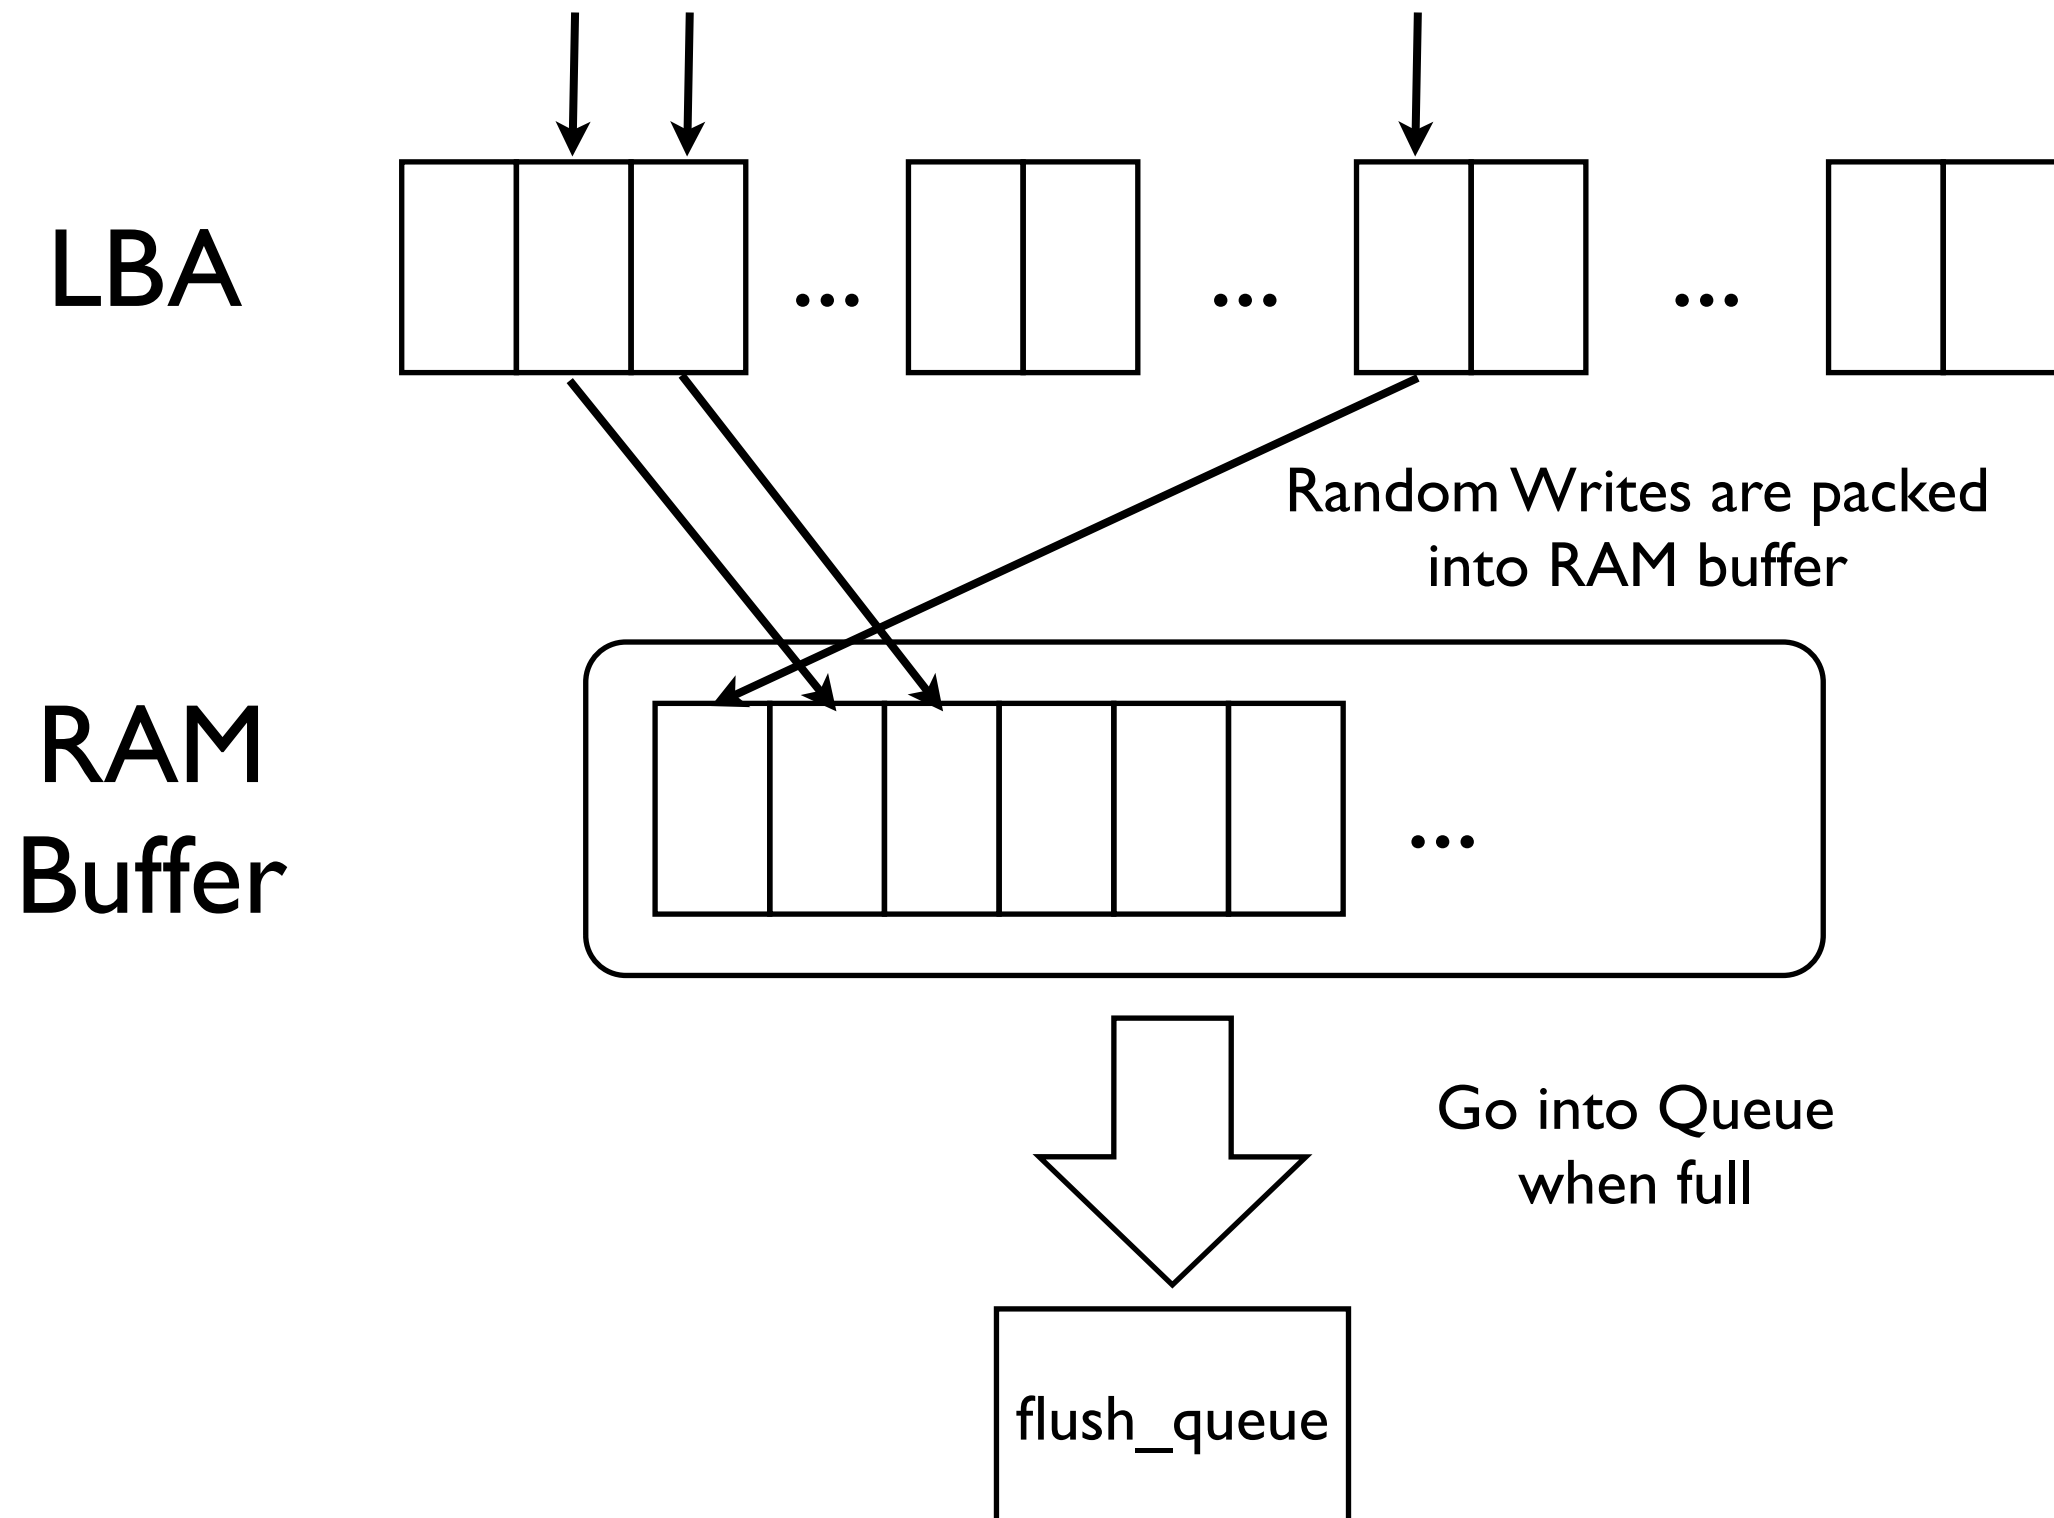 LBA
...
...
...
Random Writes are packed
into RAM buffer
RAM
Buffer
...
Go into Queue
when full
flush_queue